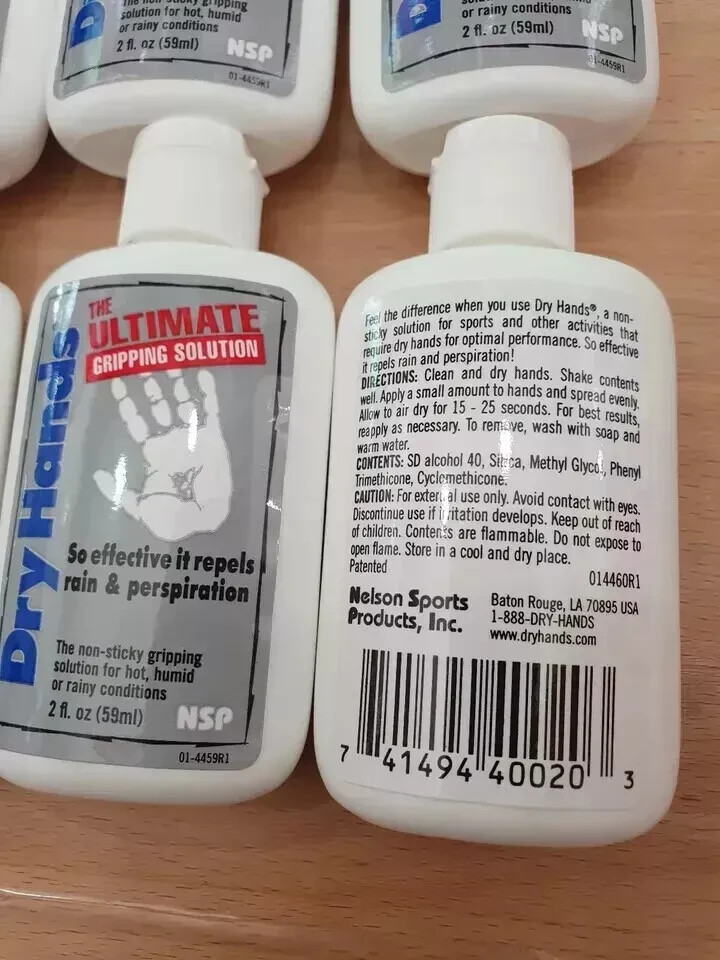 solution for hot, humid
or rainy conditions
2 fl. oz (59ml)
NSP
01-4459R1
or rainy conditions
2 fl. oz (59ml)
NSP
01-4459R1
Dry Hands
THE
ULTIMATE
GRIPPING SOLUTION
So effective it repels
rain & perspiration
The non-sticky gripping
solution for hot, humid
or rainy conditions
2 fl. oz (59ml)
NSP
01-4459R1
Feel the difference when you use Dry Hands®, a non-
sticky solution for sports and other activities that
require dry hands for optimal performance. So effective
it repels rain and perspiration!
DIRECTIONS: Clean and dry hands. Shake contents
well. Apply a small amount to hands and spread evenly.
Allow to air dry for 15 - 25 seconds. For best results,
reapply as necessary. To remove, wash with soap and
warm water.
CONTENTS: SD alcohol 40, Silica, Methyl Glycol, Phenyl
Trimethicone, Cyclomethicone.
CAUTION: For external use only. Avoid contact with eyes.
Discontinue use if irritation develops. Keep out of reach
of children. Contents are flammable. Do not expose to
open flame. Store in a cool and dry place.
Patented
014460R1
Nelson Sports
Products, Inc.
Baton Rouge, LA 70895 USA
1-888-DRY-HANDS
www.dryhands.com
7 41494 40020 3